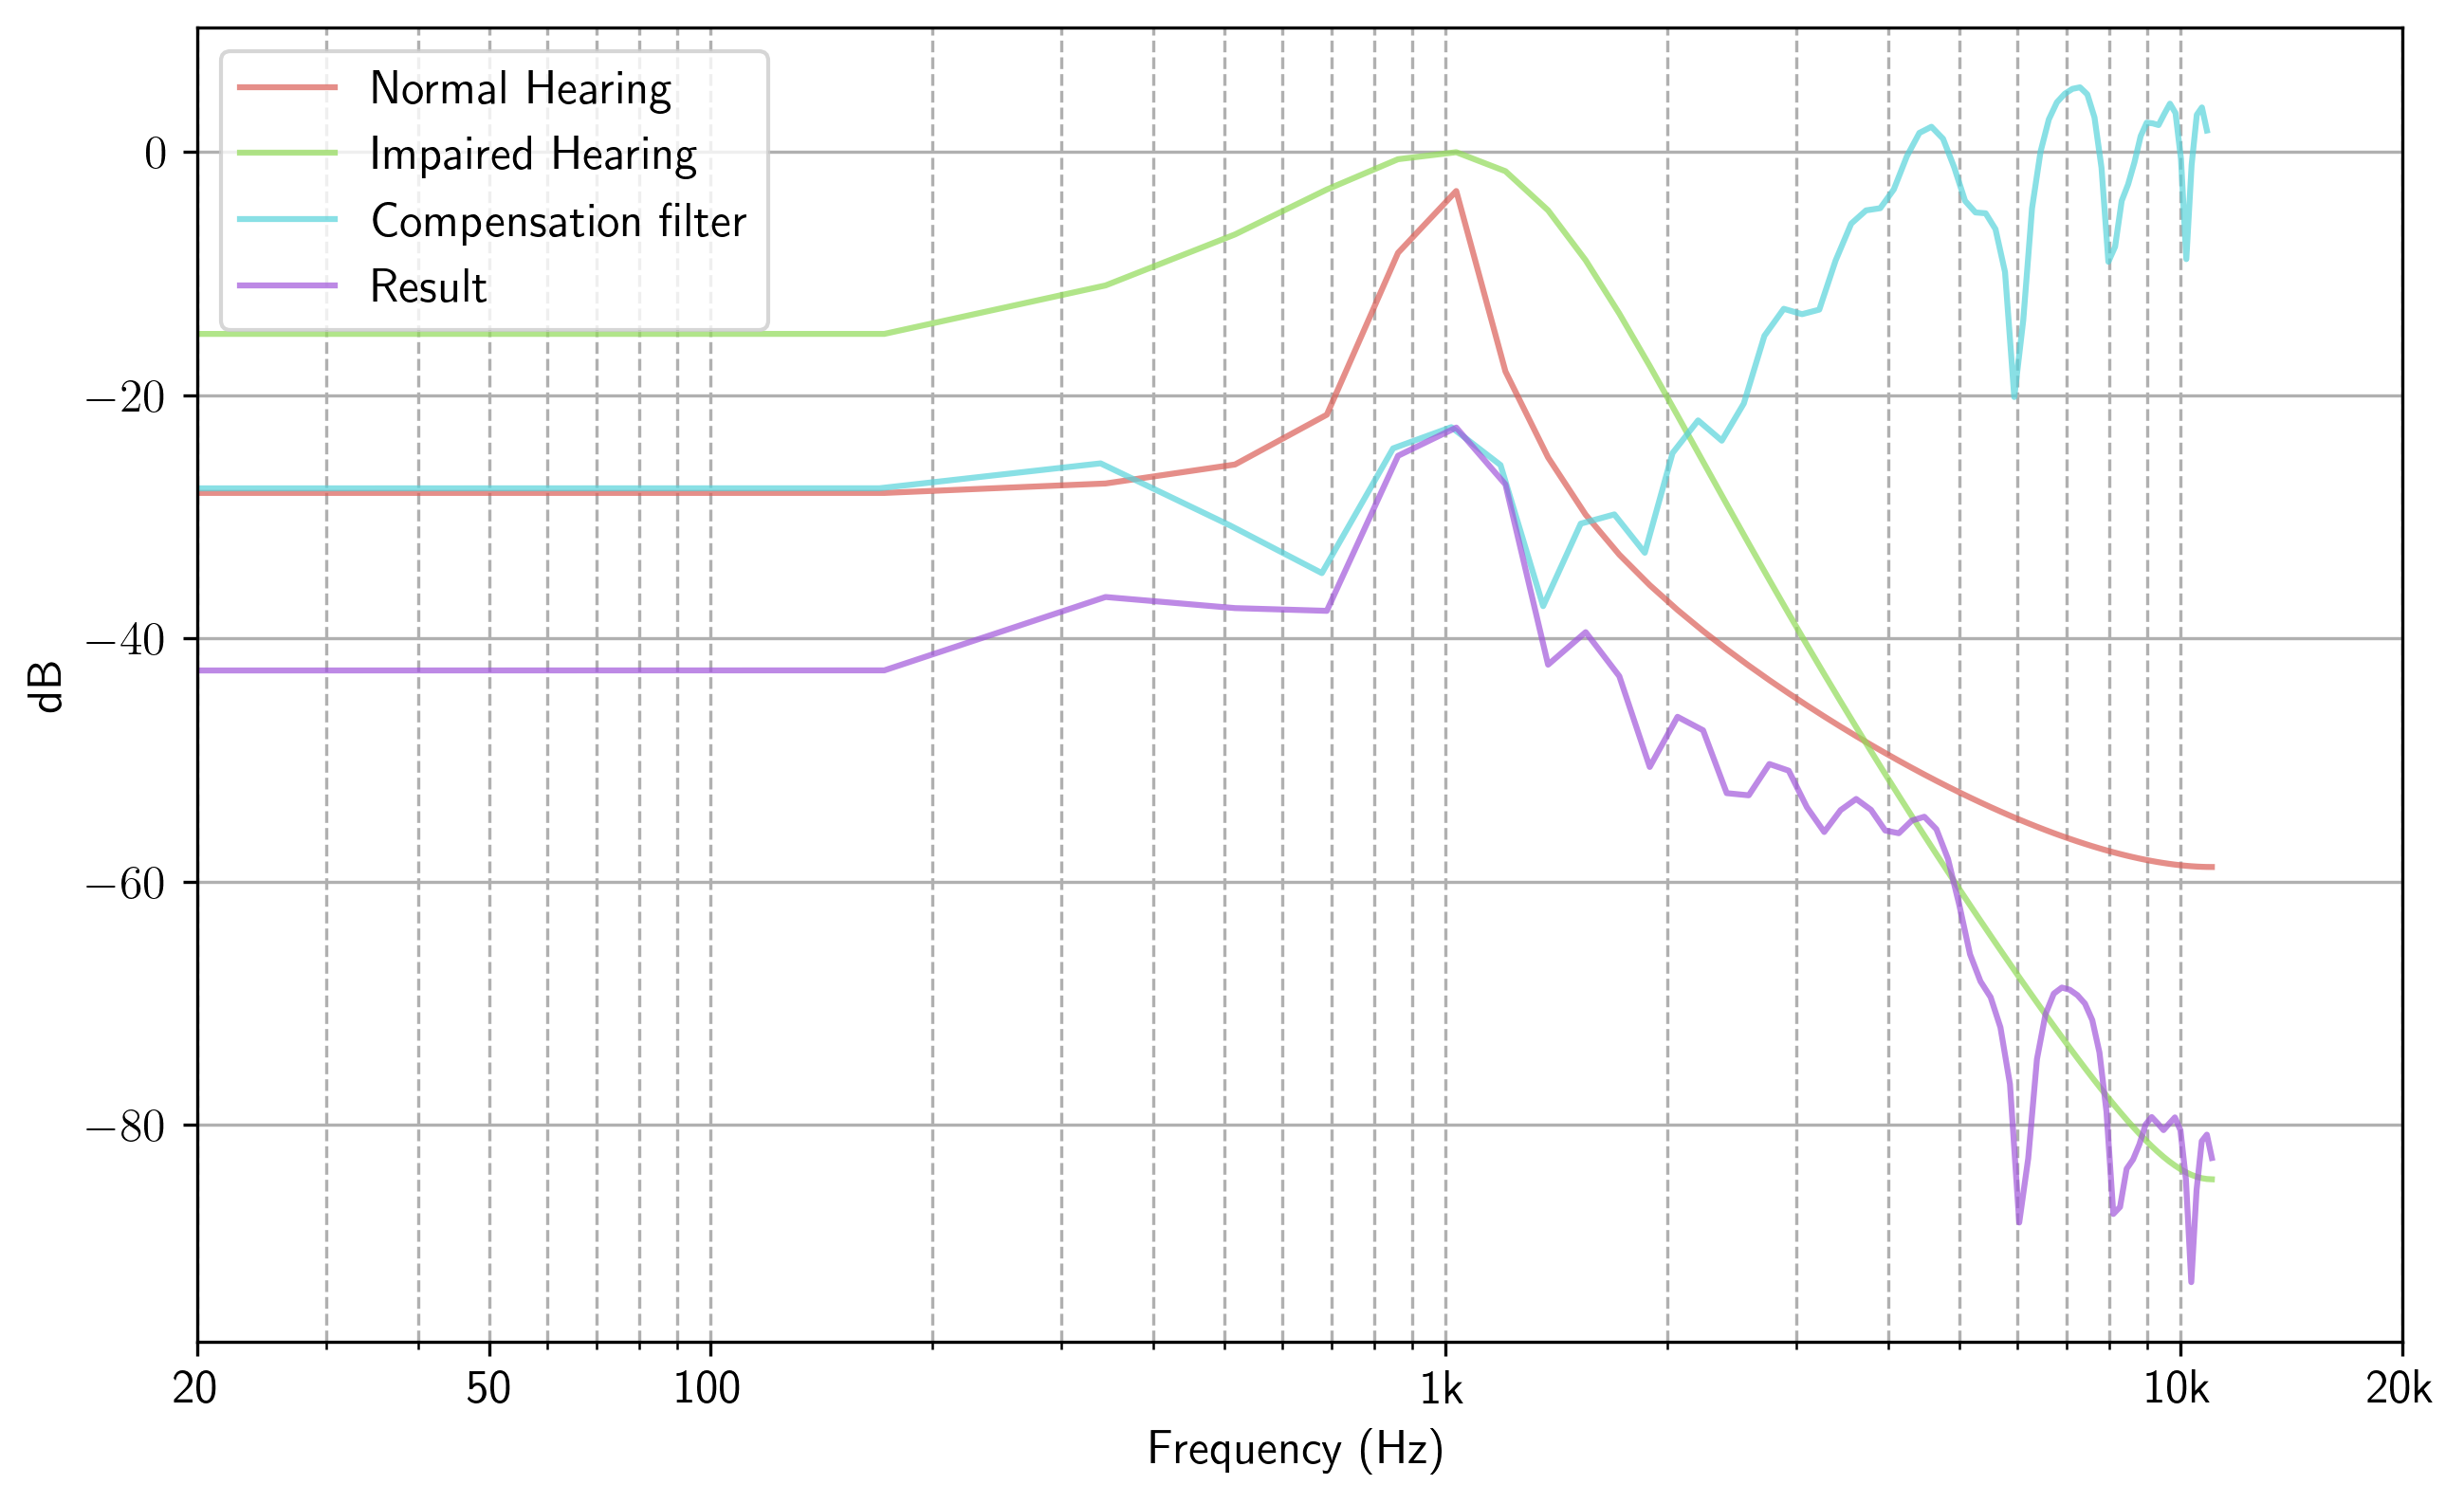 Normal Hearing
Impaired Hearing
Compensation filter
Result
0
−20
−40
−60
−80
dB
20
50
100
1k
10k
20k
Frequency (Hz)